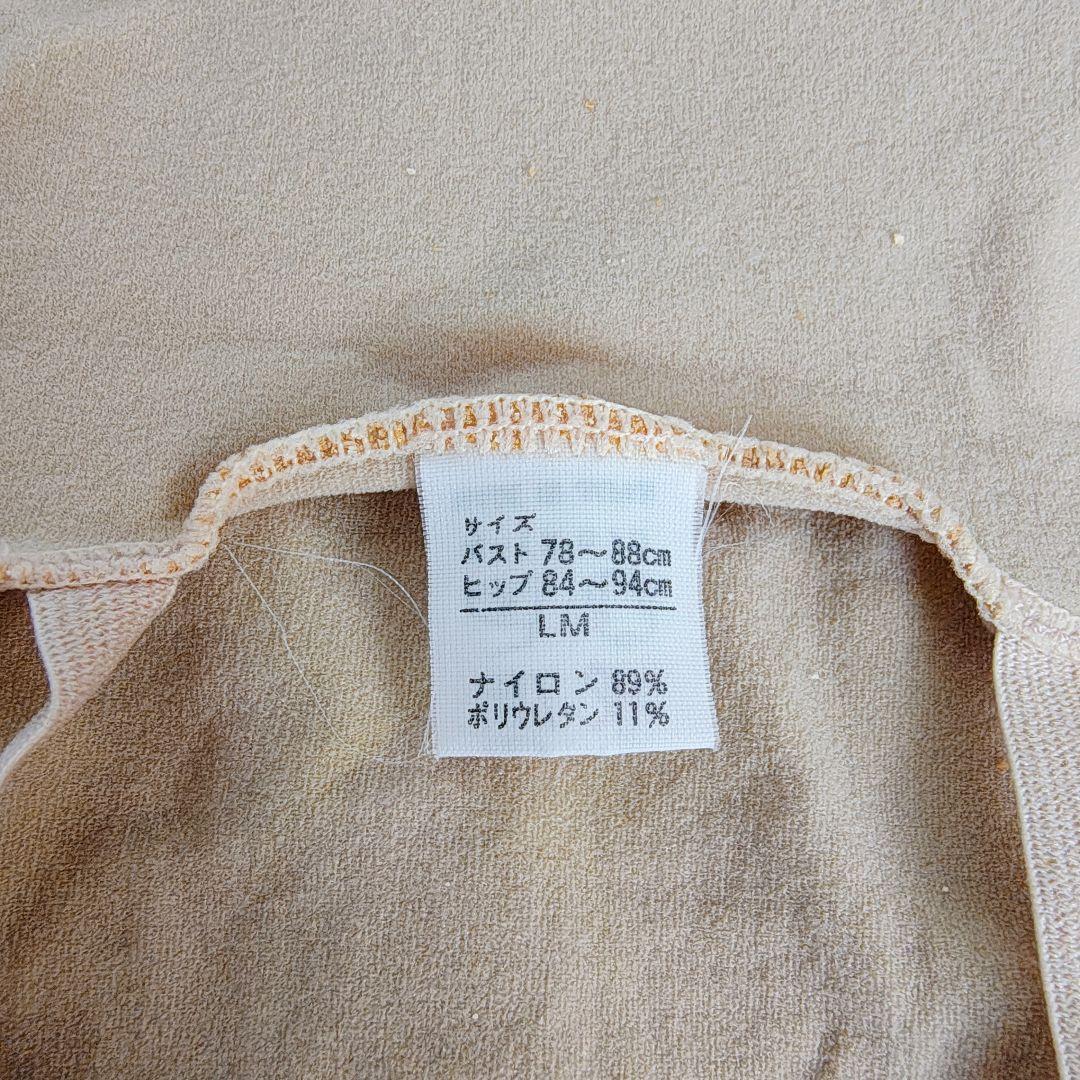 サイズ
バスト 78〜88cm
ヒップ 84〜94cm
LM
ナイロン 89%
ポリウレタン 11%